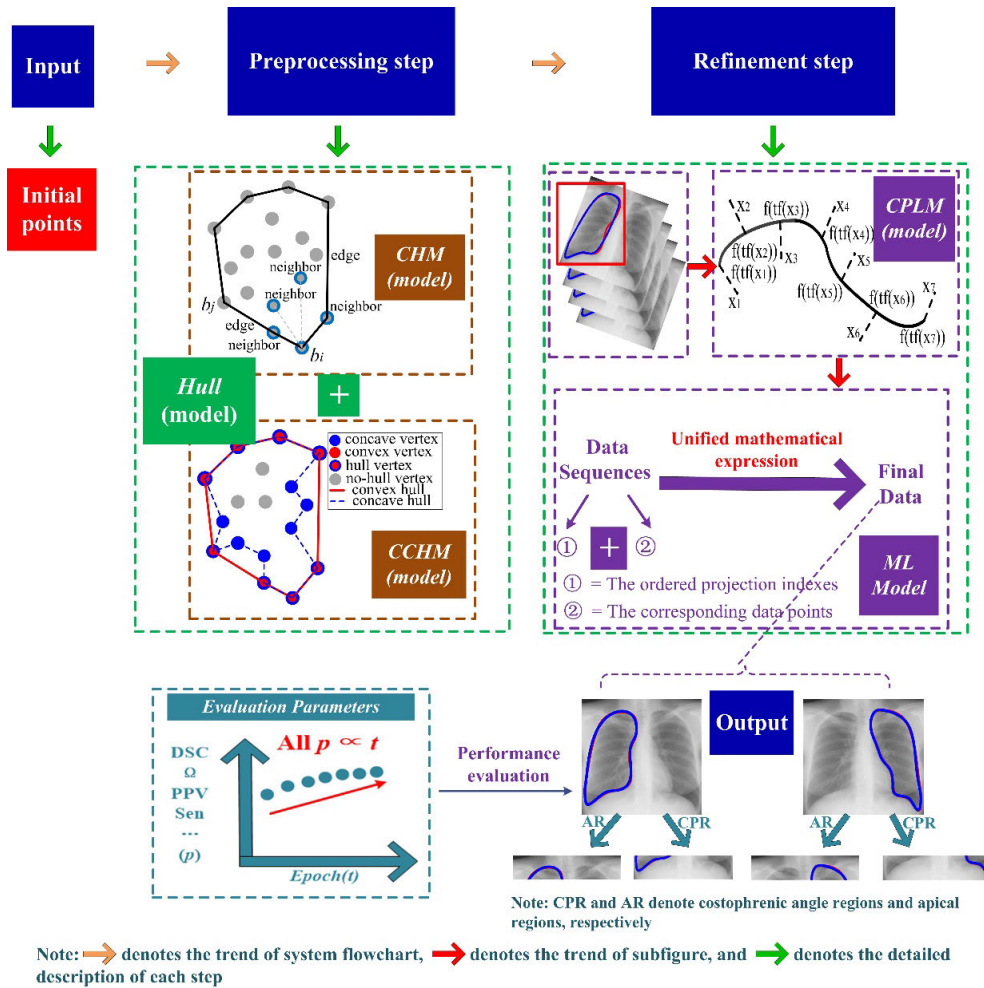 Input
Preprocessing step
Refinement step
Initial
points
CHM
(model)
neighbor
neighbor
edge
neighbor
bj
edge
neighbor
bi
Hull
(model)
+
concave vertex
convex vertex
hull vertex
no-hull vertex
convex hull
concave hull
CCHM
(model)
CPLM
(model)
X2
f(tf(x3))
X4
f(tf(x4))
f(tf(x2))
X3
X5
f(tf(x1))
X1
f(tf(x5))
f(tf(x6))
X7
X6
f(tf(x7))
Data
Sequences
Unified mathematical
expression
Final
Data
① + ②
① = The ordered projection indexes
② = The corresponding data points
ML
Model
Evaluation Parameters
DSC
Ω
PPV
Sen
...
(p)
All p ∝ t
Epoch(t)
Performance
evaluation
Output
AR
CPR
AR
CPR
Note: CPR and AR denote costophrenic angle regions and apical
regions, respectively
Note: denotes the trend of system flowchart, denotes the trend of subfigure, and denotes the detailed
description of each step